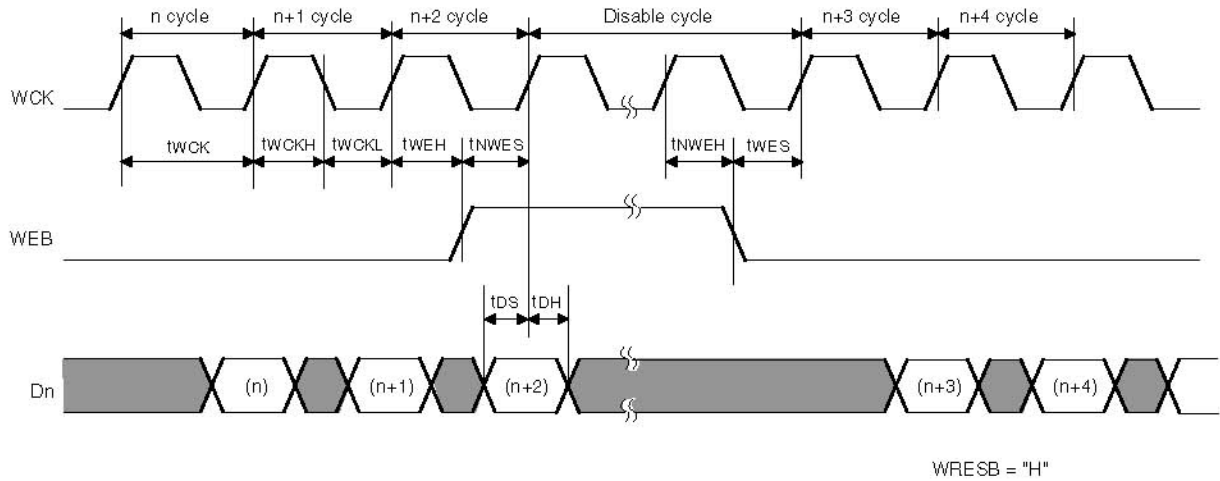 n cycle n+1 cycle n+2 cycle Disable cycle n+3 cycle n+4 cycle
WCK
tWCK tWCKH tWCKL tWEH tNWES tNWEH tWES
WEB
tDS tDH
Dn (n) (n+1) (n+2) (n+3) (n+4)
WRESB = "H"